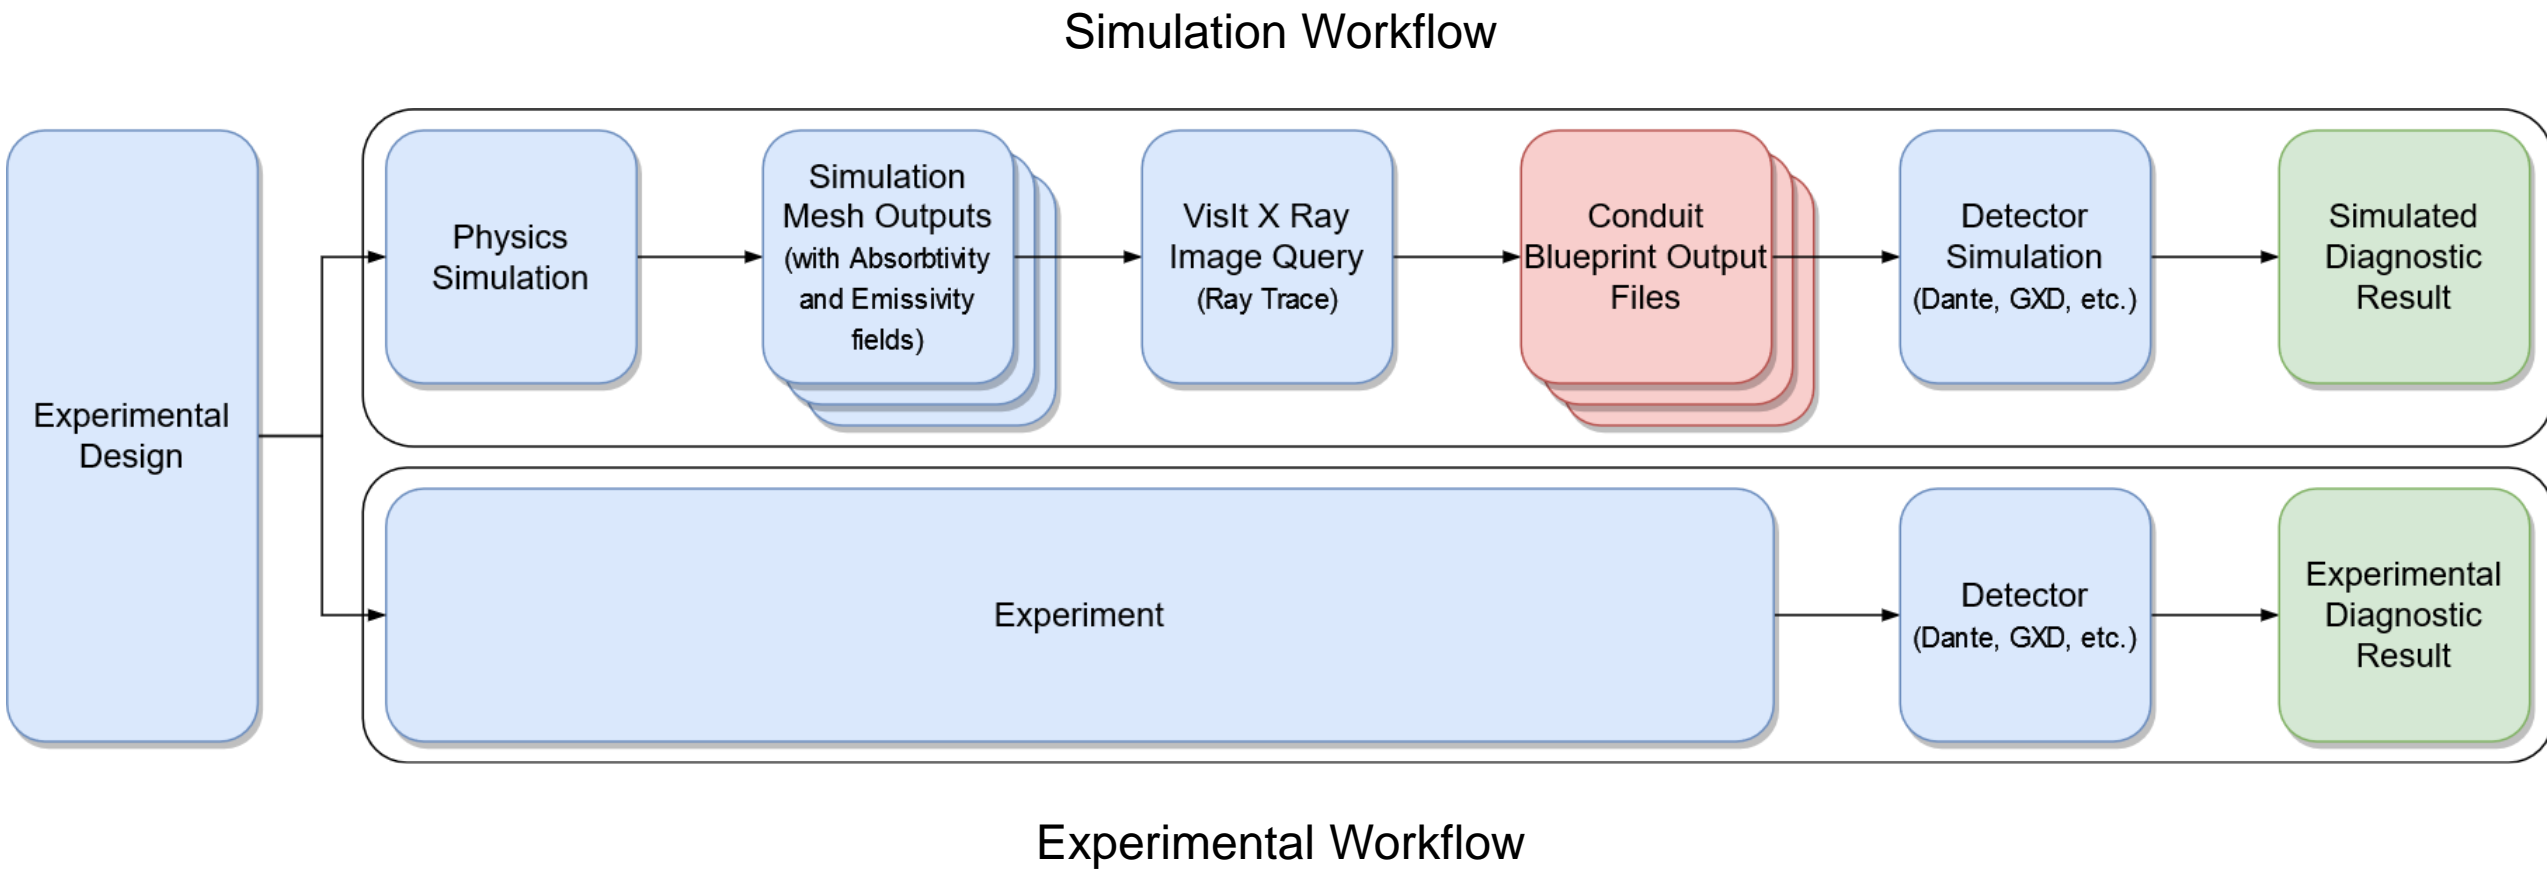 Simulation Workflow
Experimental
Design
Physics
Simulation
Simulation
Mesh Outputs
(with Absorbtivity
and Emissivity
fields)
VisIt X Ray
Image Query
(Ray Trace)
Conduit
Blueprint Output
Files
Detector
Simulation
(Dante, GXD, etc.)
Simulated
Diagnostic
Result
Experiment
Detector
(Dante, GXD, etc.)
Experimental
Diagnostic
Result
Experimental Workflow